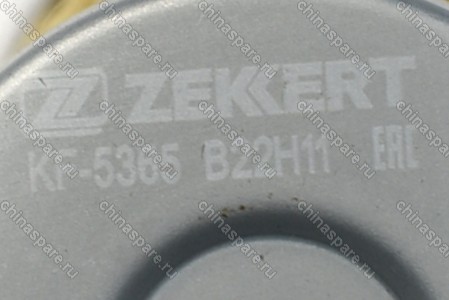 Z ZEKKERT
KF-5365 B22H11 EAC
chinaspare.ru